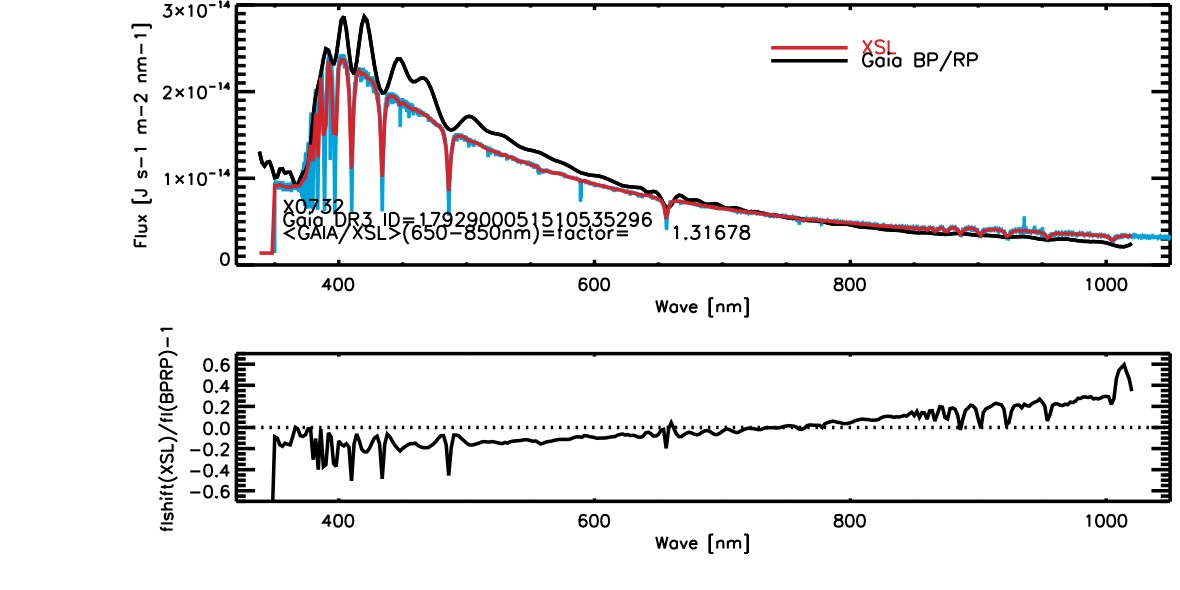 3×10⁻¹⁴
2×10⁻¹⁴
1×10⁻¹⁴
0
Flux [J s−1 m−2 nm−1]
XSL
Gaia BP/RP
X0732
Gaia DR3 ID=1792900051510535296
<GAIA/XSL>(650−850nm)=factor= 1.31678
400 600 800 1000
Wave [nm]
0.6
0.4
0.2
0.0
−0.2
−0.4
−0.6
flshift(XSL)/fl(BPRP)−1
400 600 800 1000
Wave [nm]